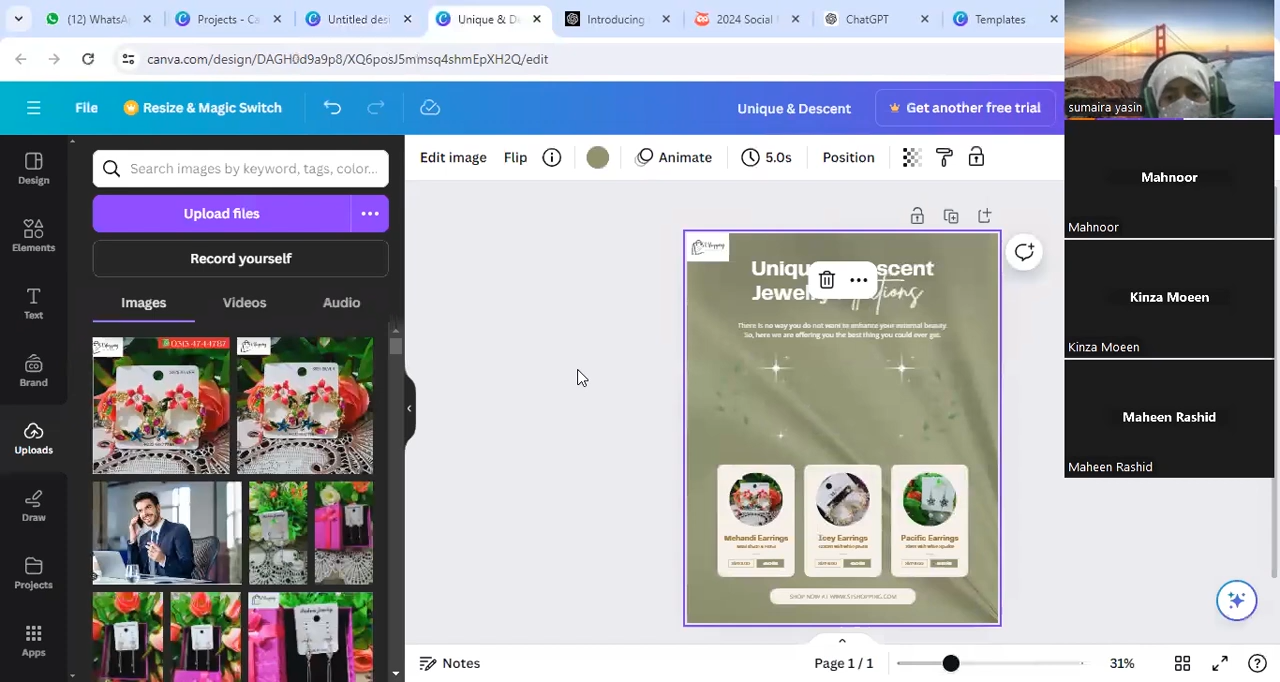 (12) WhatsA
Projects - Ca
Untitled desi
Unique & D
Introducing
2024 Social
ChatGPT
Templates
canva.com/design/DAGH0d9a9p8/XQ6posJ5mmsq4shmEpXH2Q/edit
File
Resize & Magic Switch
Unique & Descent
Get another free trial
sumaira yasin
Design
Elements
Text
Brand
Uploads
Draw
Projects
Apps
Search images by keyword, tags, color...
Upload files
Record yourself
Images
Videos
Audio
0313 4744787
Edit image
Flip
Animate
5.0s
Position
Jewelry
There is no way you do not want to enhance your external beauty.
So, here we are offering you the best thing you could ever get.
Mehandi Earrings
Icey Earrings
Pacific Earrings
Notes
Page 1 / 1
31%
Mahnoor
Mahnoor
Kinza Moeen
Kinza Moeen
Maheen Rashid
Maheen Rashid